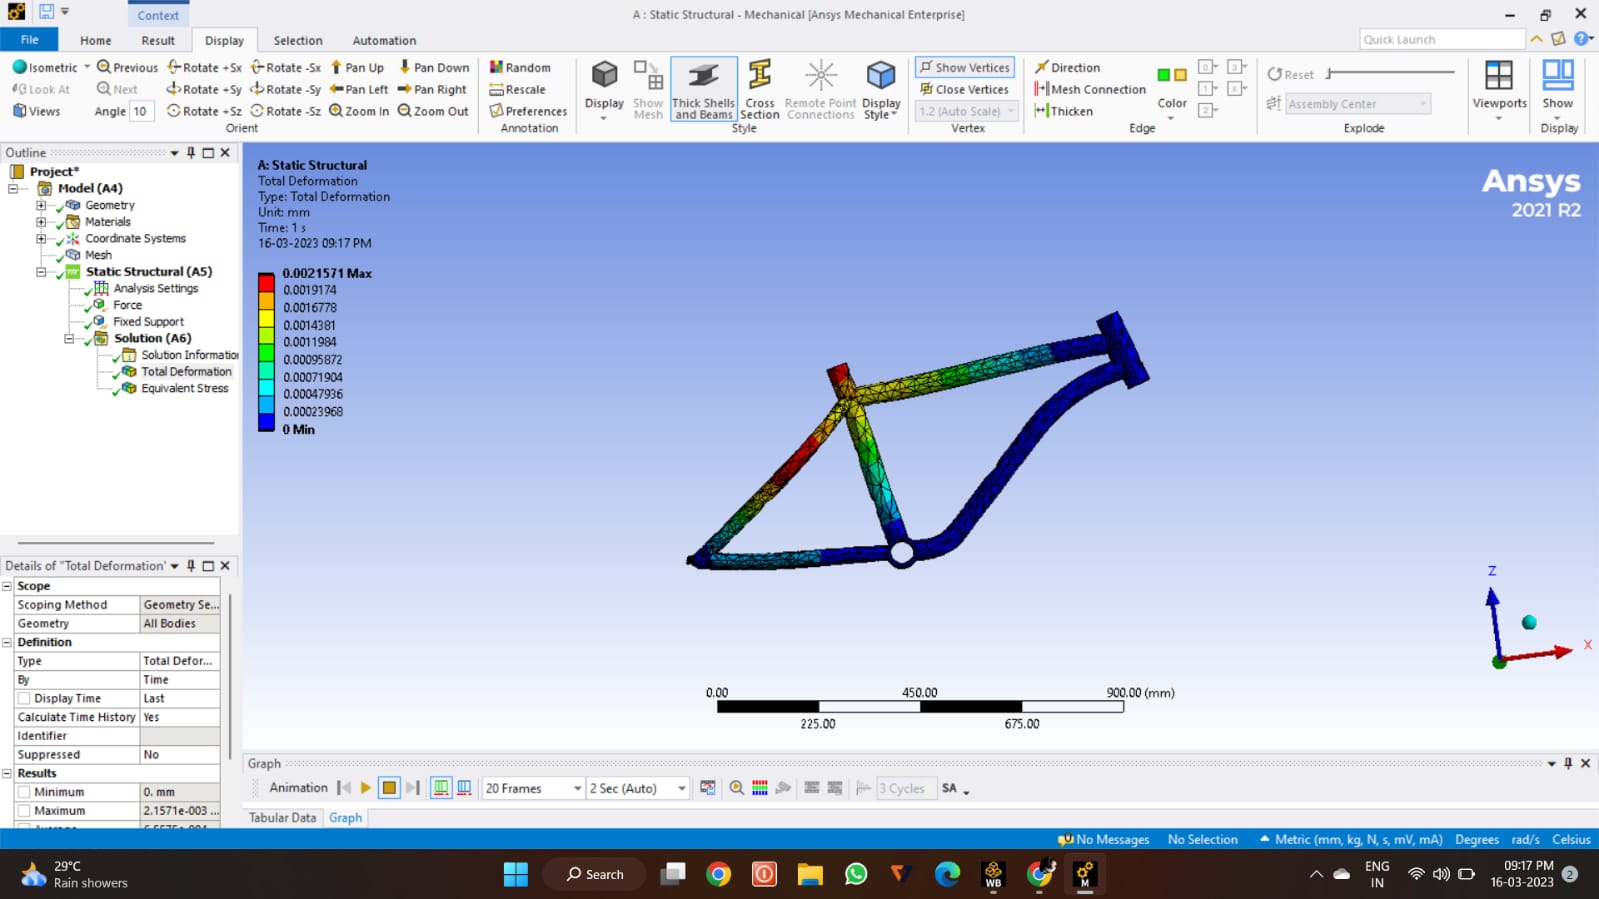 A : Static Structural - Mechanical [Ansys Mechanical Enterprise]
Context
File Home Result Display Selection Automation
Quick Launch
Isometric Previous Rotate +Sx Rotate -Sx Pan Up Pan Down Random Show Vertices Direction Reset
Look At Next Rotate +Sy Rotate -Sy Pan Left Pan Right Rescale Close Vertices Mesh Connection
Views Angle 10 Rotate +Sz Rotate -Sz Zoom In Zoom Out Preferences 1.2 (Auto Scale) Thicken Assembly Center
Display
Show Mesh
Thick Shells and Beams
Cross Section
Remote Point Connections
Display Style
Color
Viewports
Show
Orient Annotation Style Vertex Edge Explode Display
Outline
Project*
Model (A4)
Geometry
Materials
Coordinate Systems
Mesh
Static Structural (A5)
Analysis Settings
Force
Fixed Support
Solution (A6)
Solution Informatio
Total Deformation
Equivalent Stress
A: Static Structural
Total Deformation
Type: Total Deformation
Unit: mm
Time: 1 s
16-03-2023 09:17 PM
0.0021571 Max
0.0019174
0.0016778
0.0014381
0.0011984
0.00095872
0.00071904
0.00047936
0.00023968
0 Min
Ansys
2021 R2
Z
X
0.00 450.00 900.00 (mm)
225.00 675.00
Details of "Total Deformation'
Scope
Scoping Method Geometry Se...
Geometry All Bodies
Definition
Type Total Defor...
By Time
Display Time Last
Calculate Time History Yes
Identifier
Suppressed No
Results
Minimum 0. mm
Maximum 2.1571e-003 ...
Graph
Animation 20 Frames 2 Sec (Auto) 3 Cycles SA
Tabular Data Graph
No Messages No Selection Metric (mm, kg, N, s, mV, mA) Degrees rad/s Celsius
29°C
Rain showers
Search
WB
M
ENG
IN
09:17 PM
16-03-2023
2